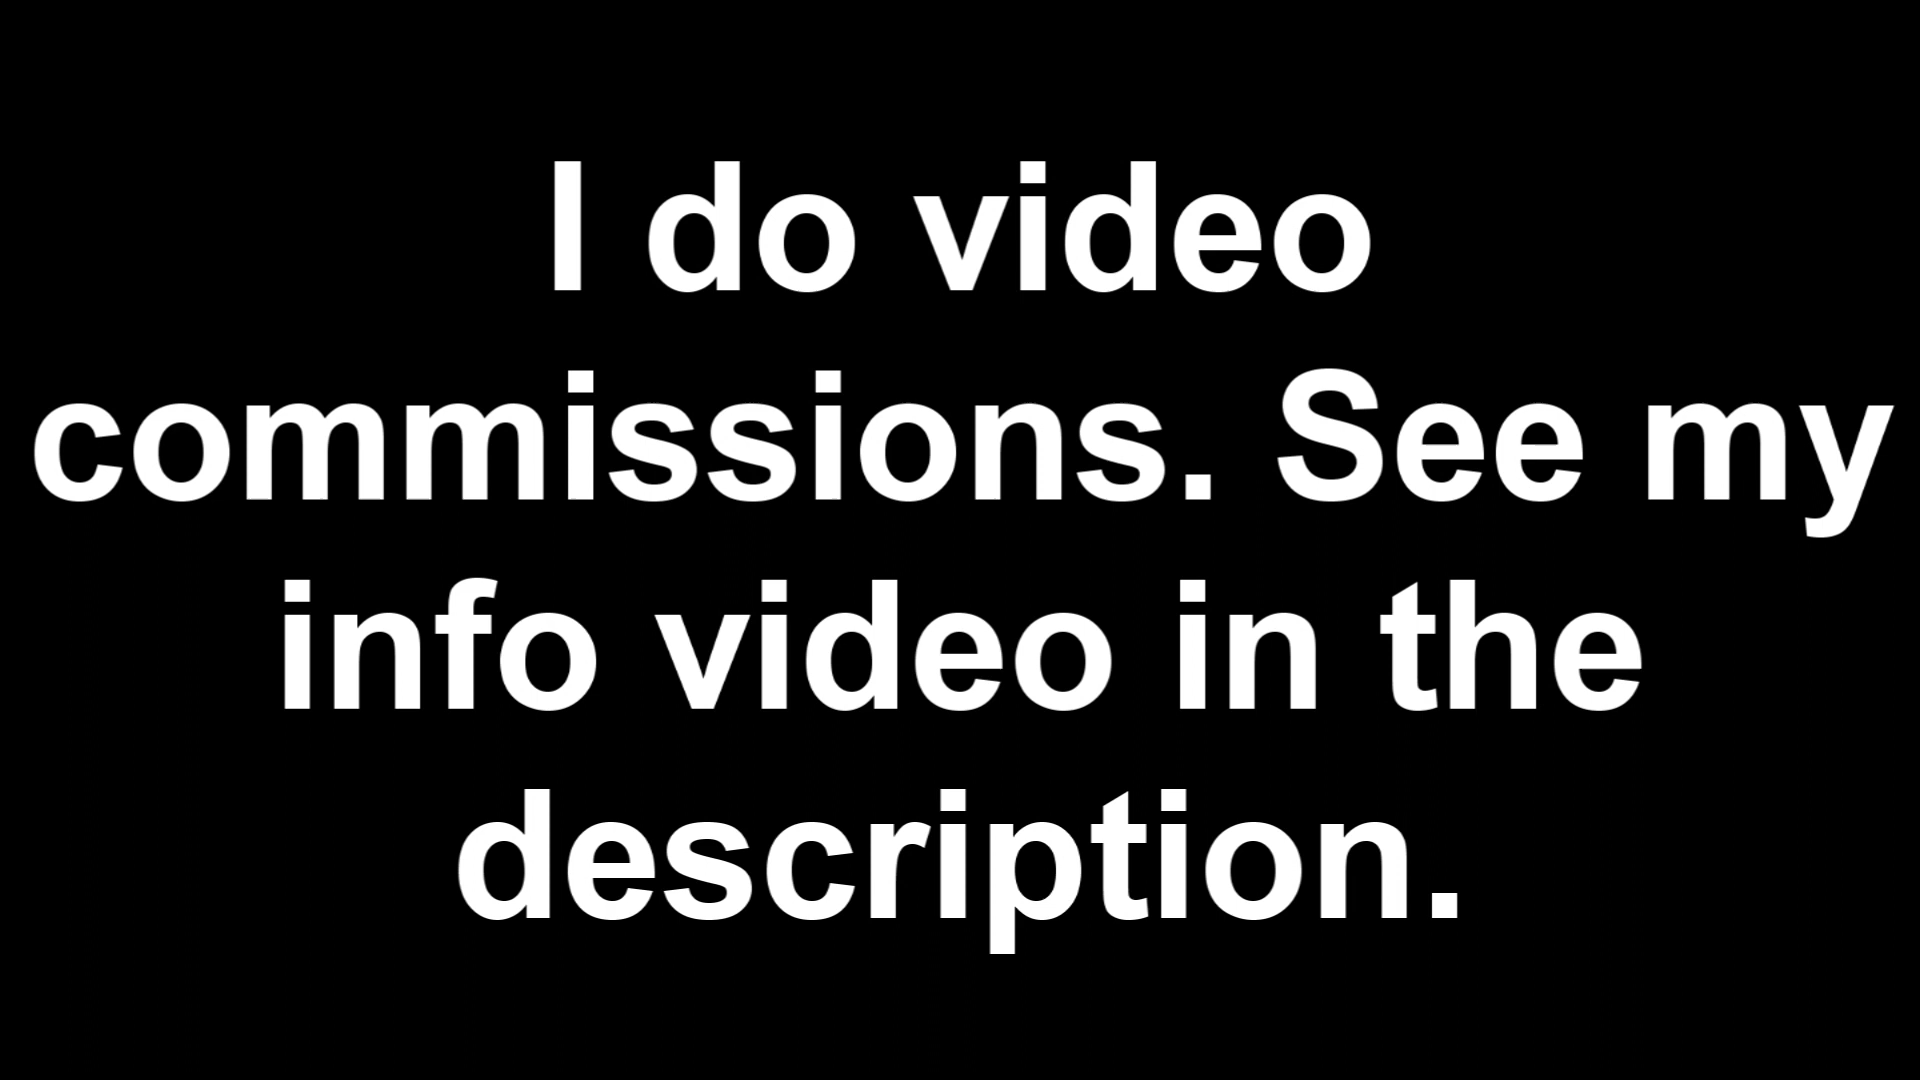 I do video
commissions. See my
info video in the
description.